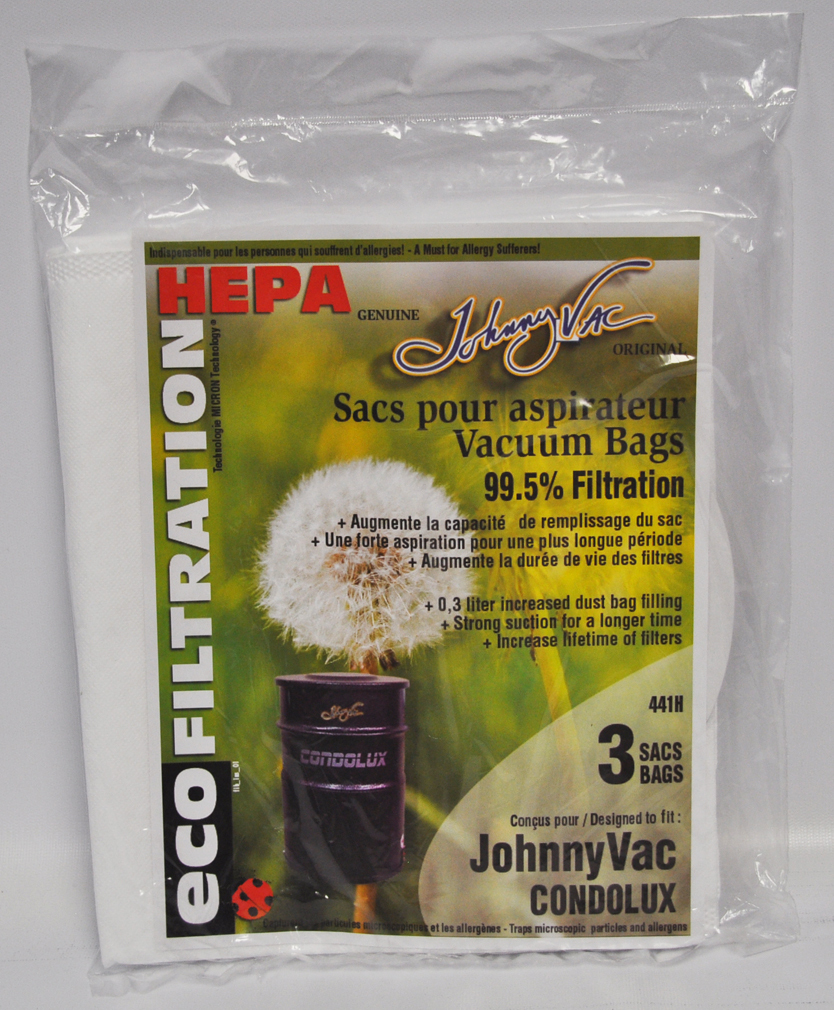 Indispensable pour les personnes qui souffrent d'allergies! - A Must for Allergy Sufferers!
HEPA
GENUINE
JohnnyVac
ORIGINAL
ecoFILTRATION
Technologie MICRON Technology®
Sacs pour aspirateur
Vacuum Bags
99.5% Filtration
+ Augmente la capacité de remplissage du sac
+ Une forte aspiration pour une plus longue période
+ Augmente la durée de vie des filtres
+ 0,3 liter increased dust bag filling
+ Strong suction for a longer time
+ Increase lifetime of filters
441H
3 SACS
BAGS
JohnnyVac
CONDOLUX
Conçus pour / Designed to fit :
JohnnyVac
CONDOLUX
microscopiques et les allergènes - Traps microscopic particles and allergens